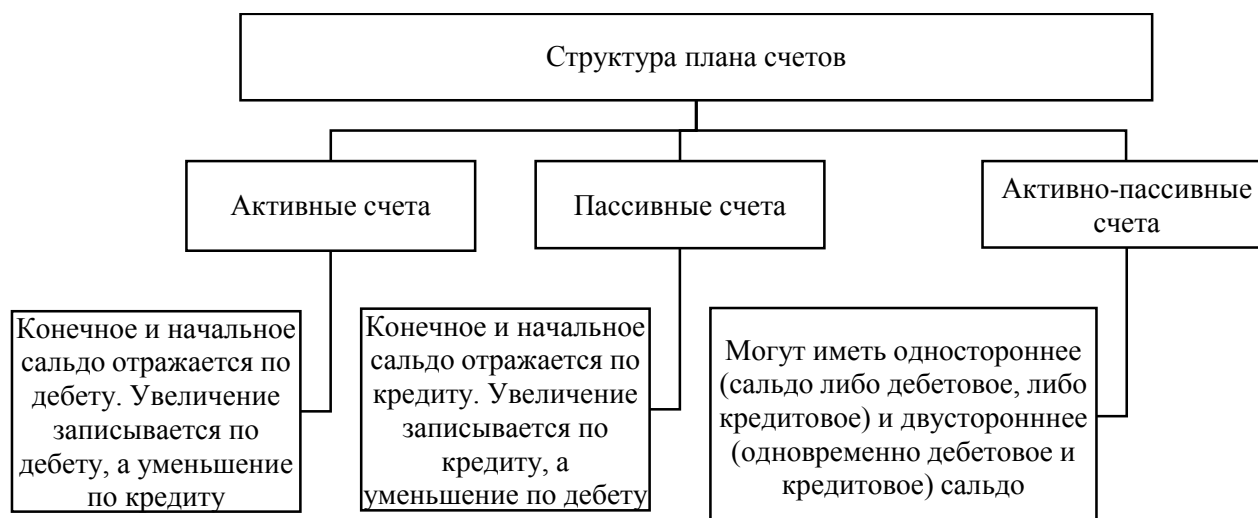 Структура плана счетов
Активные счета
Пассивные счета
Активно-пассивные
счета
Конечное и начальное
сальдо отражается по
дебету. Увеличение
записывается по
дебету, а уменьшение
по кредиту
Конечное и начальное
сальдо отражается по
кредиту. Увеличение
записывается по
кредиту, а
уменьшение по дебету
Могут иметь одностороннее
(сальдо либо дебетовое, либо
кредитовое) и двусторонннее
(одновременно дебетовое и
кредитовое) сальдо